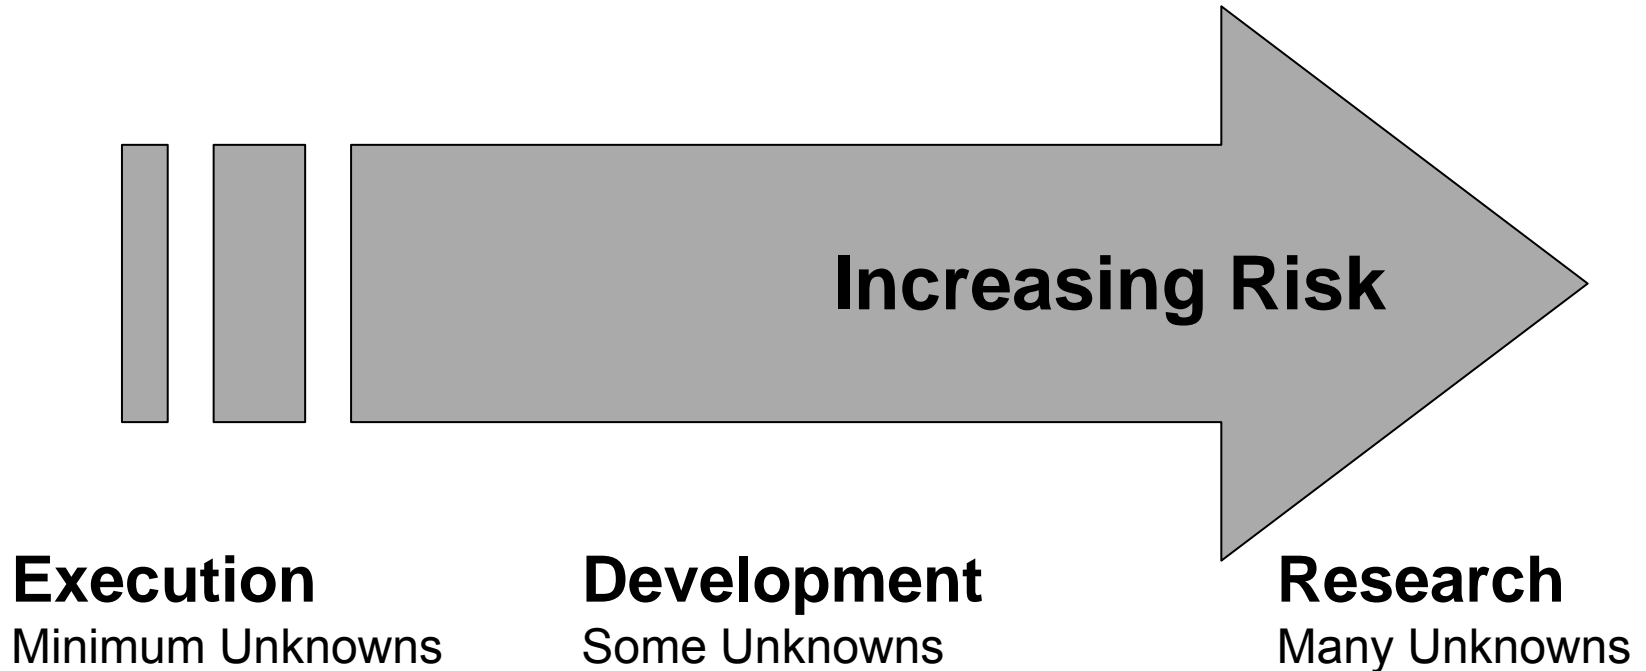 Increasing Risk
Execution
Minimum Unknowns
Development
Some Unknowns
Research
Many Unknowns